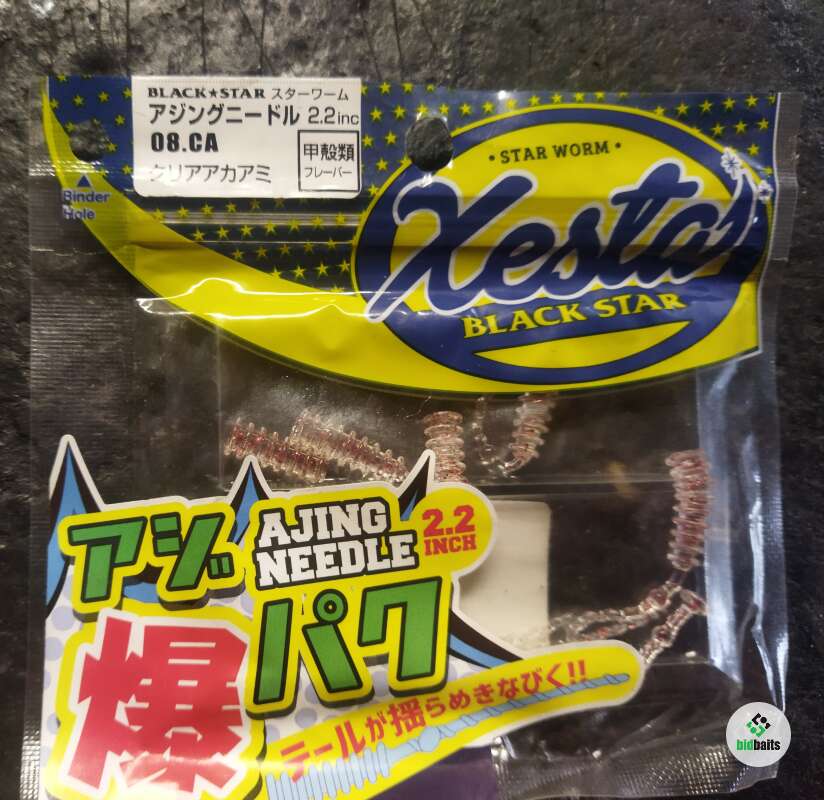 BLACK★STAR スターワーム
アジングニードル 2.2inc
08.CA
クリアアカアミ
甲殻類
フレーバー
Binder
Hole
• STAR WORM •
Xesta
BLACK STAR
アジ
AJING
NEEDLE
2.2
INCH
爆
パク
テールが揺らめきなびく!!
bidbaits